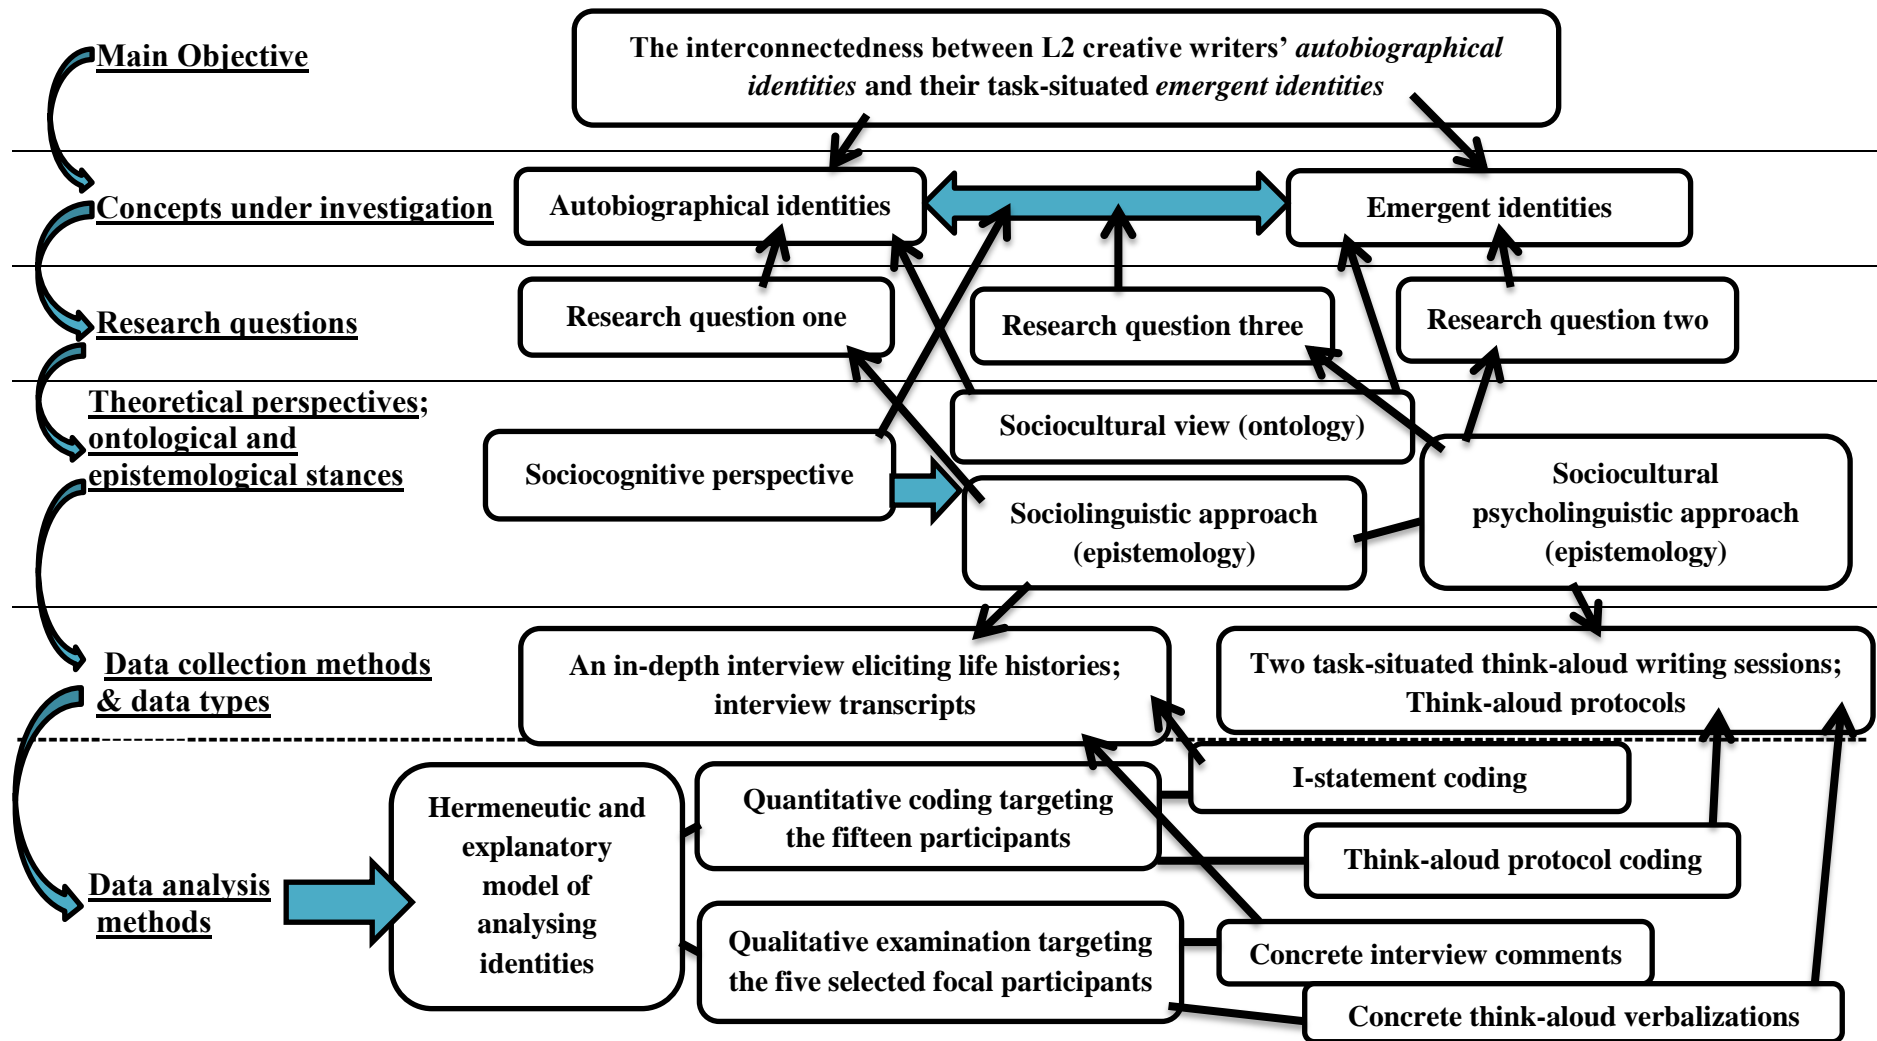 Main Objective
The interconnectedness between L2 creative writers’ autobiographical
identities and their task-situated emergent identities
Concepts under investigation
Autobiographical identities
Emergent identities
Research questions
Research question one
Research question three
Research question two
Theoretical perspectives;
ontological and
epistemological stances
Sociocognitive perspective
Sociocultural view (ontology)
Sociolinguistic approach
(epistemology)
Sociocultural
psycholinguistic approach
(epistemology)
Data collection methods
& data types
An in-depth interview eliciting life histories;
interview transcripts
Two task-situated think-aloud writing sessions;
Think-aloud protocols
Data analysis
methods
Hermeneutic and
explanatory
model of
analysing
identities
Quantitative coding targeting
the fifteen participants
I-statement coding
Think-aloud protocol coding
Qualitative examination targeting
the five selected focal participants
Concrete interview comments
Concrete think-aloud verbalizations